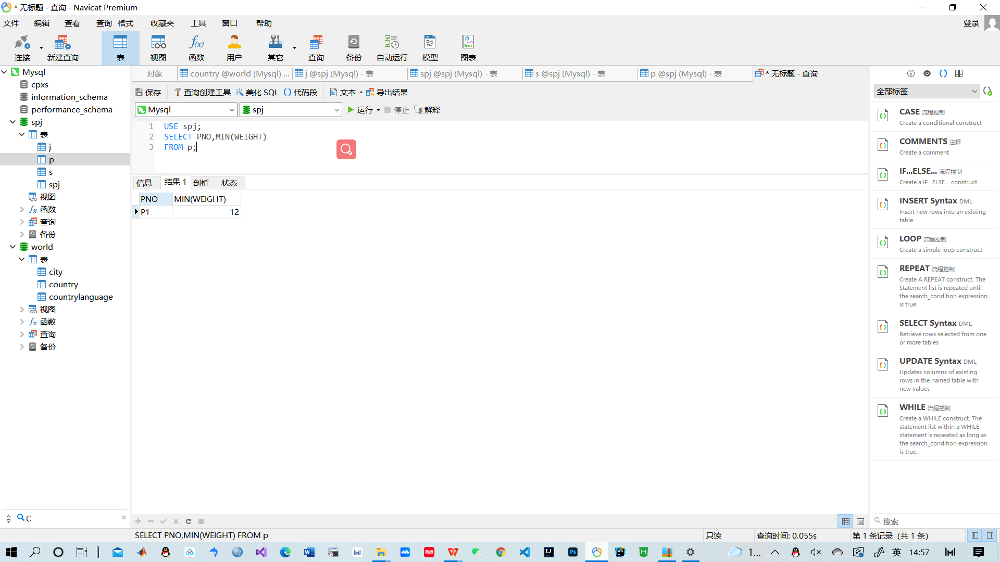 * 无标题 - 查询 - Navicat Premium
文件 编辑 查看 查询 格式 收藏夹 工具 窗口 帮助 登录
连接 新建查询 表 视图 函数 用户 其它 查询 备份 自动运行 模型 图表
对象 country @world (Mysql) ... j @spj (Mysql) - 表 spj @spj (Mysql) - 表 s @spj (Mysql) - 表 p @spj (Mysql) - 表 * 无标题 - 查询
保存 查询创建工具 美化 SQL 代码段 文本 导出结果
Mysql spj 运行 停止 解释
Mysql
cpxs
information_schema
performance_schema
spj
表
j
p
s
spj
视图
函数
查询
备份
world
表
city
country
countrylanguage
视图
函数
查询
备份
C
1 USE spj;
2 SELECT PNO,MIN(WEIGHT)
3 FROM p;
信息 结果 1 剖析 状态
PNO MIN(WEIGHT)
P1 12
全部标签
CASE 流程控制
Create a conditional construct
COMMENTS 注释
Create a comment
IF...ELSE... 流程控制
Create a IF...ELSE... construct
INSERT Syntax DML
Insert new rows into an existing
table
LOOP 流程控制
Create a simple loop construct
REPEAT 流程控制
Create A REPEAT construct. The
Statement list is repeated until
the search_condition expression
is true.
SELECT Syntax DML
Retrieve rows selected from one
or more tables
UPDATE Syntax DML
Updates columns of existing
rows in the named table with
new values
WHILE 流程控制
Create a WHILE construct. The
statement list within a WHILE
statement is repeated as long as
the search_condition expression
is true.
搜索
SELECT PNO,MIN(WEIGHT) FROM p 只读 查询时间: 0.055s 第 1 条记录 (共 1 条)
1... 英 14:57